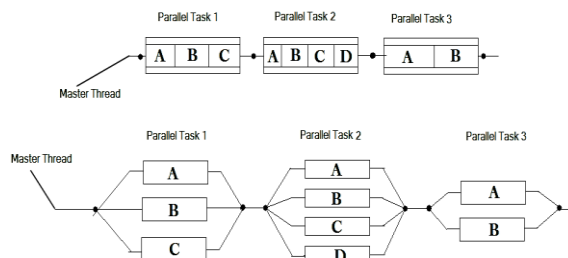 Parallel Task 1 Parallel Task 2 Parallel Task 3
A B C A B C D A B
Master Thread
Parallel Task 1 Parallel Task 2 Parallel Task 3
Master Thread
A A
B B A
C C B
D